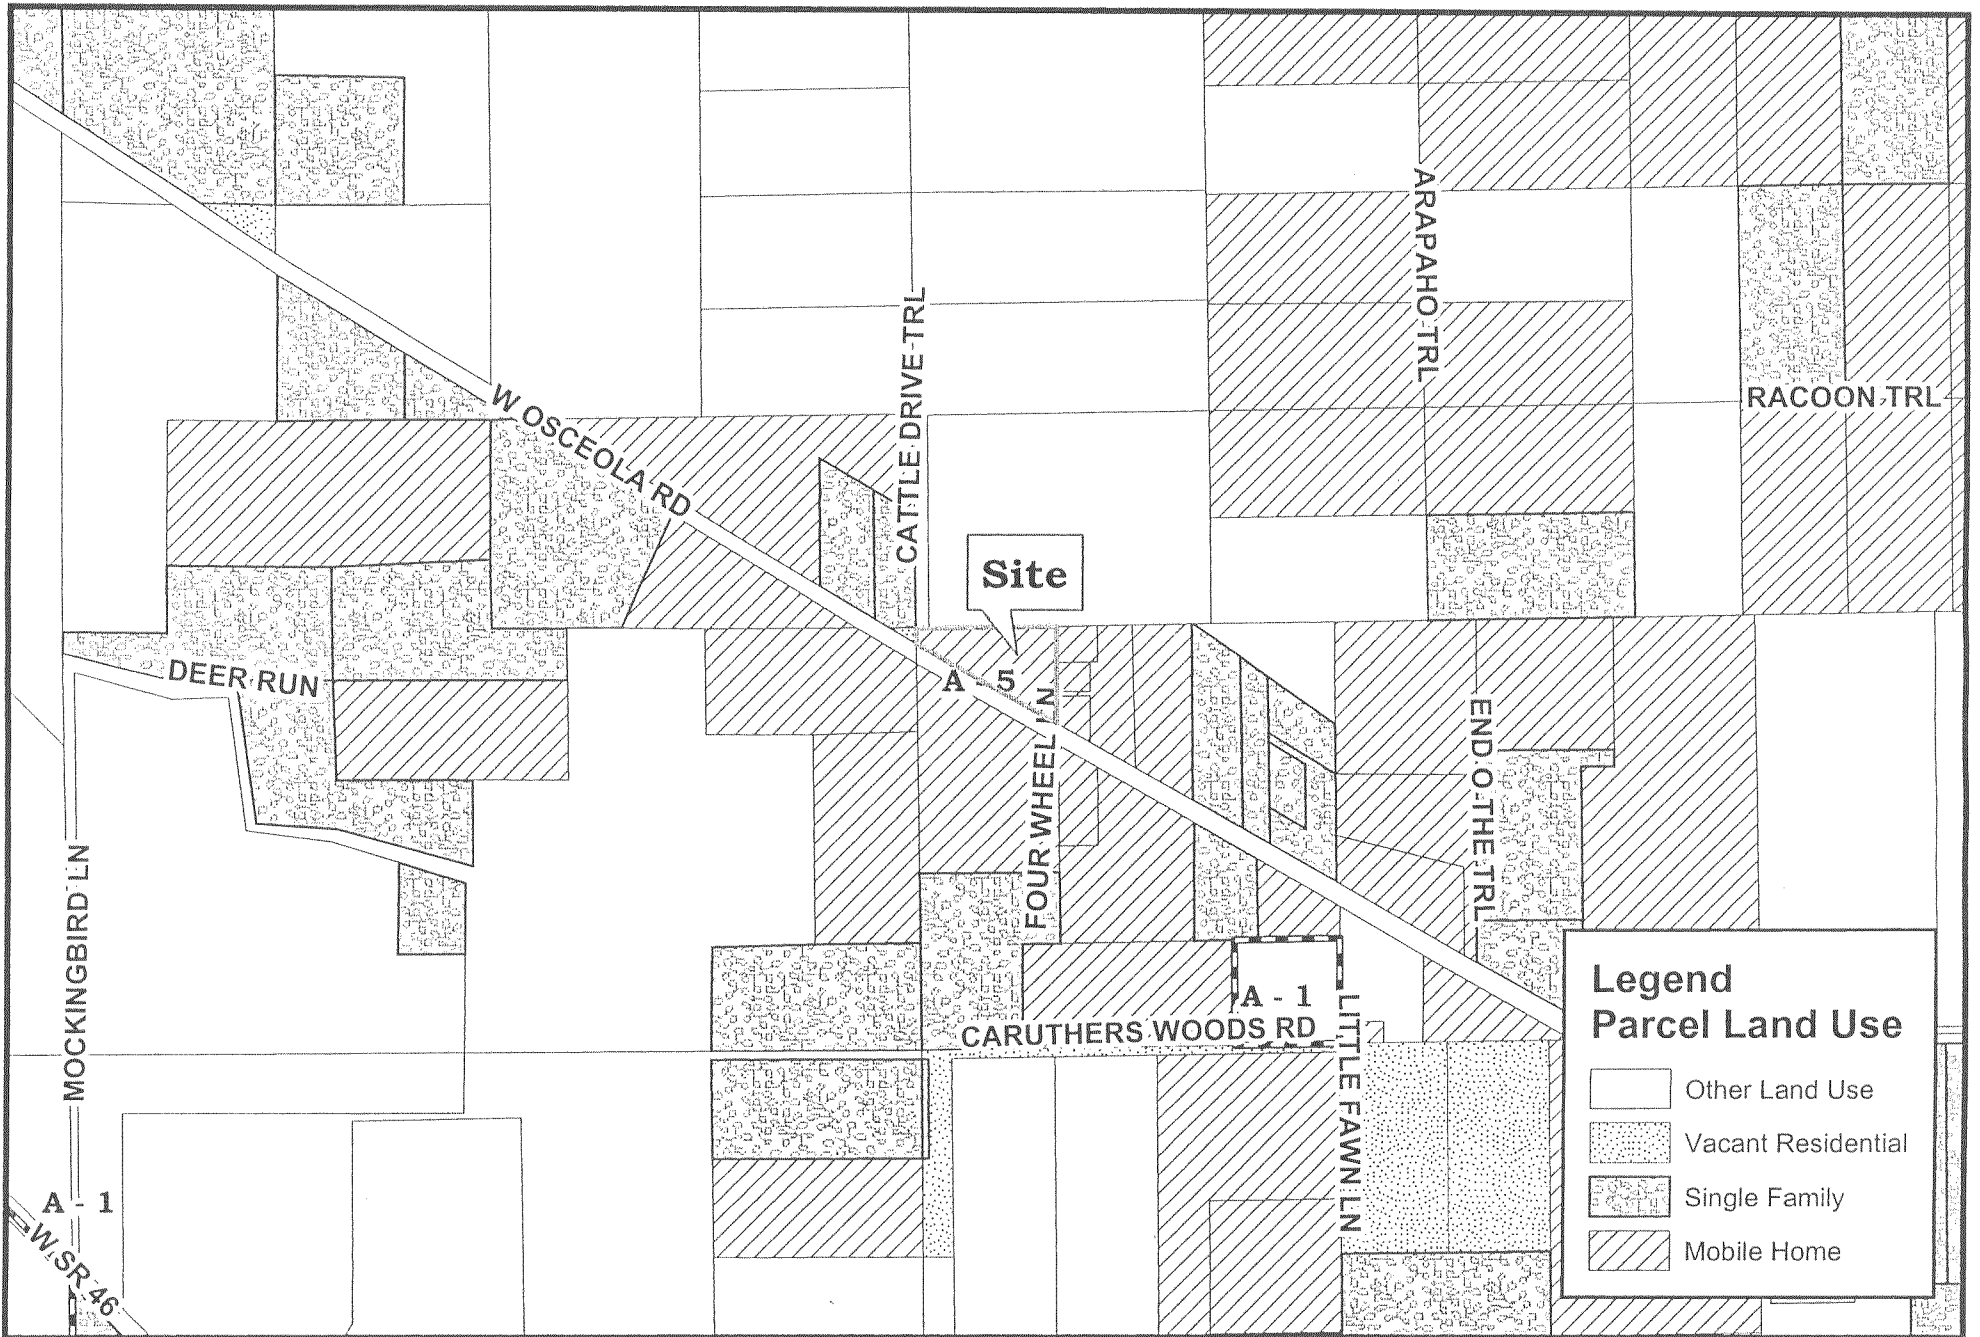 ARAPAHO TRL
CATTLE DRIVE TRL
RACOON TRL
W OSCEOLA RD
Site
A - 5
DEER RUN
FOUR WHEEL LN
END O THE TRL
MOCKINGBIRD LN
A - 1
CARUTHERS WOODS RD
LITTLE FAWN LN
A - 1
W SR 46
Legend
Parcel Land Use
Other Land Use
Vacant Residential
Single Family
Mobile Home